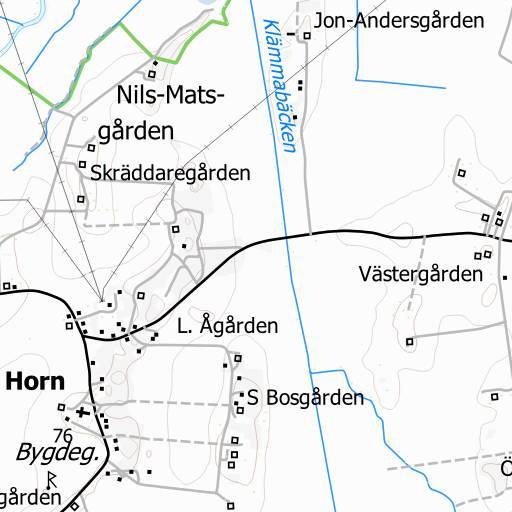 Jon-Andersgården
Klämmabäcken
Nils-Mats-
gården
Skräddaregården
Västergården
L. Ågården
Horn
S Bosgården
76
Bygdeg.
R
gården
Ö